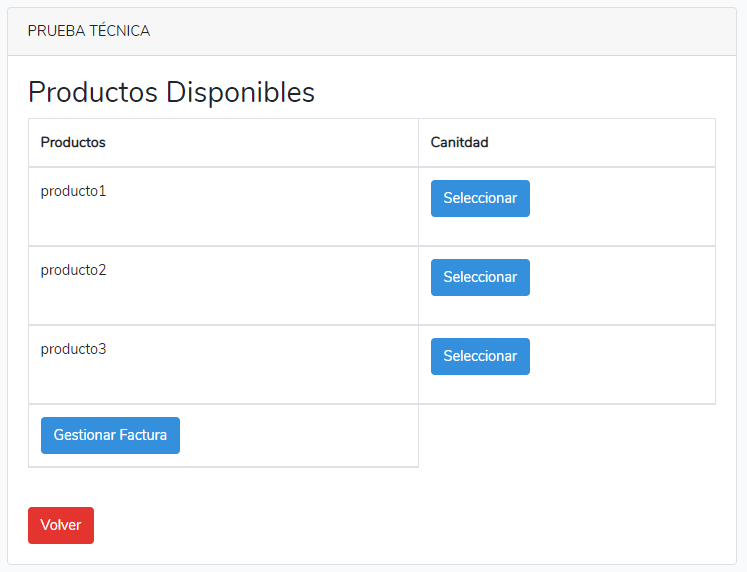 PRUEBA TÉCNICA
Productos Disponibles
Productos Canitdad
producto1 Seleccionar
producto2 Seleccionar
producto3 Seleccionar
Gestionar Factura
Volver